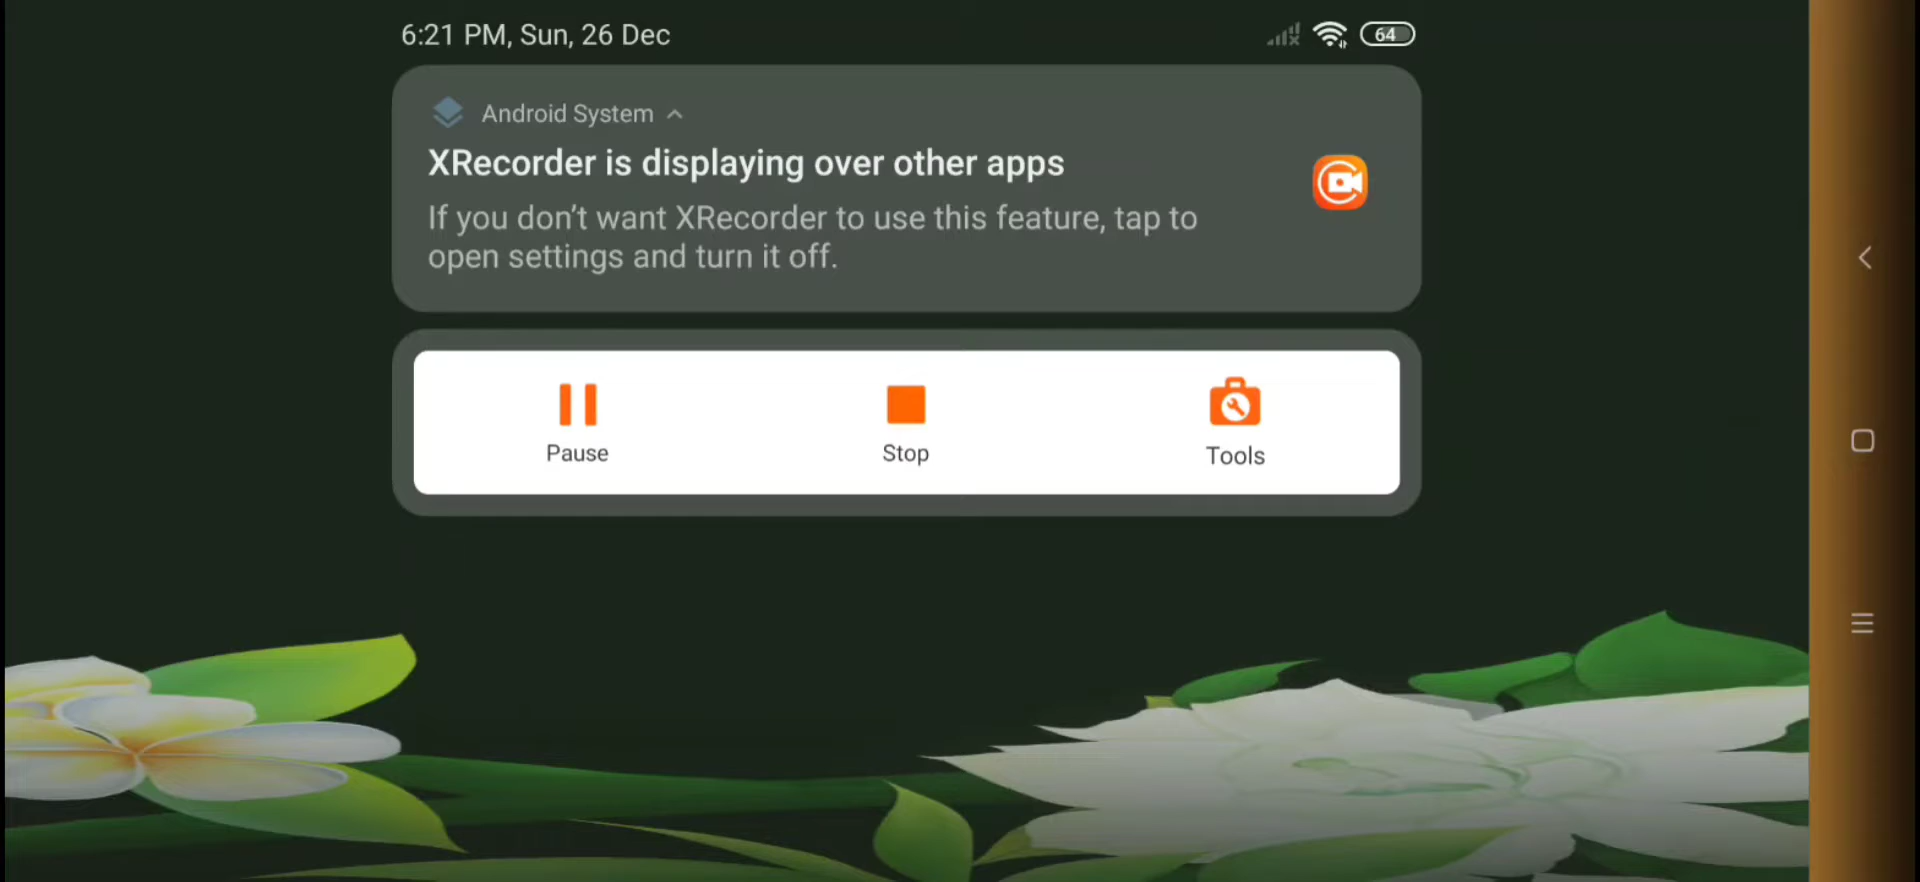 6:21 PM, Sun, 26 Dec
64
Android System
XRecorder is displaying over other apps
If you don’t want XRecorder to use this feature, tap to
open settings and turn it off.
Pause
Stop
Tools